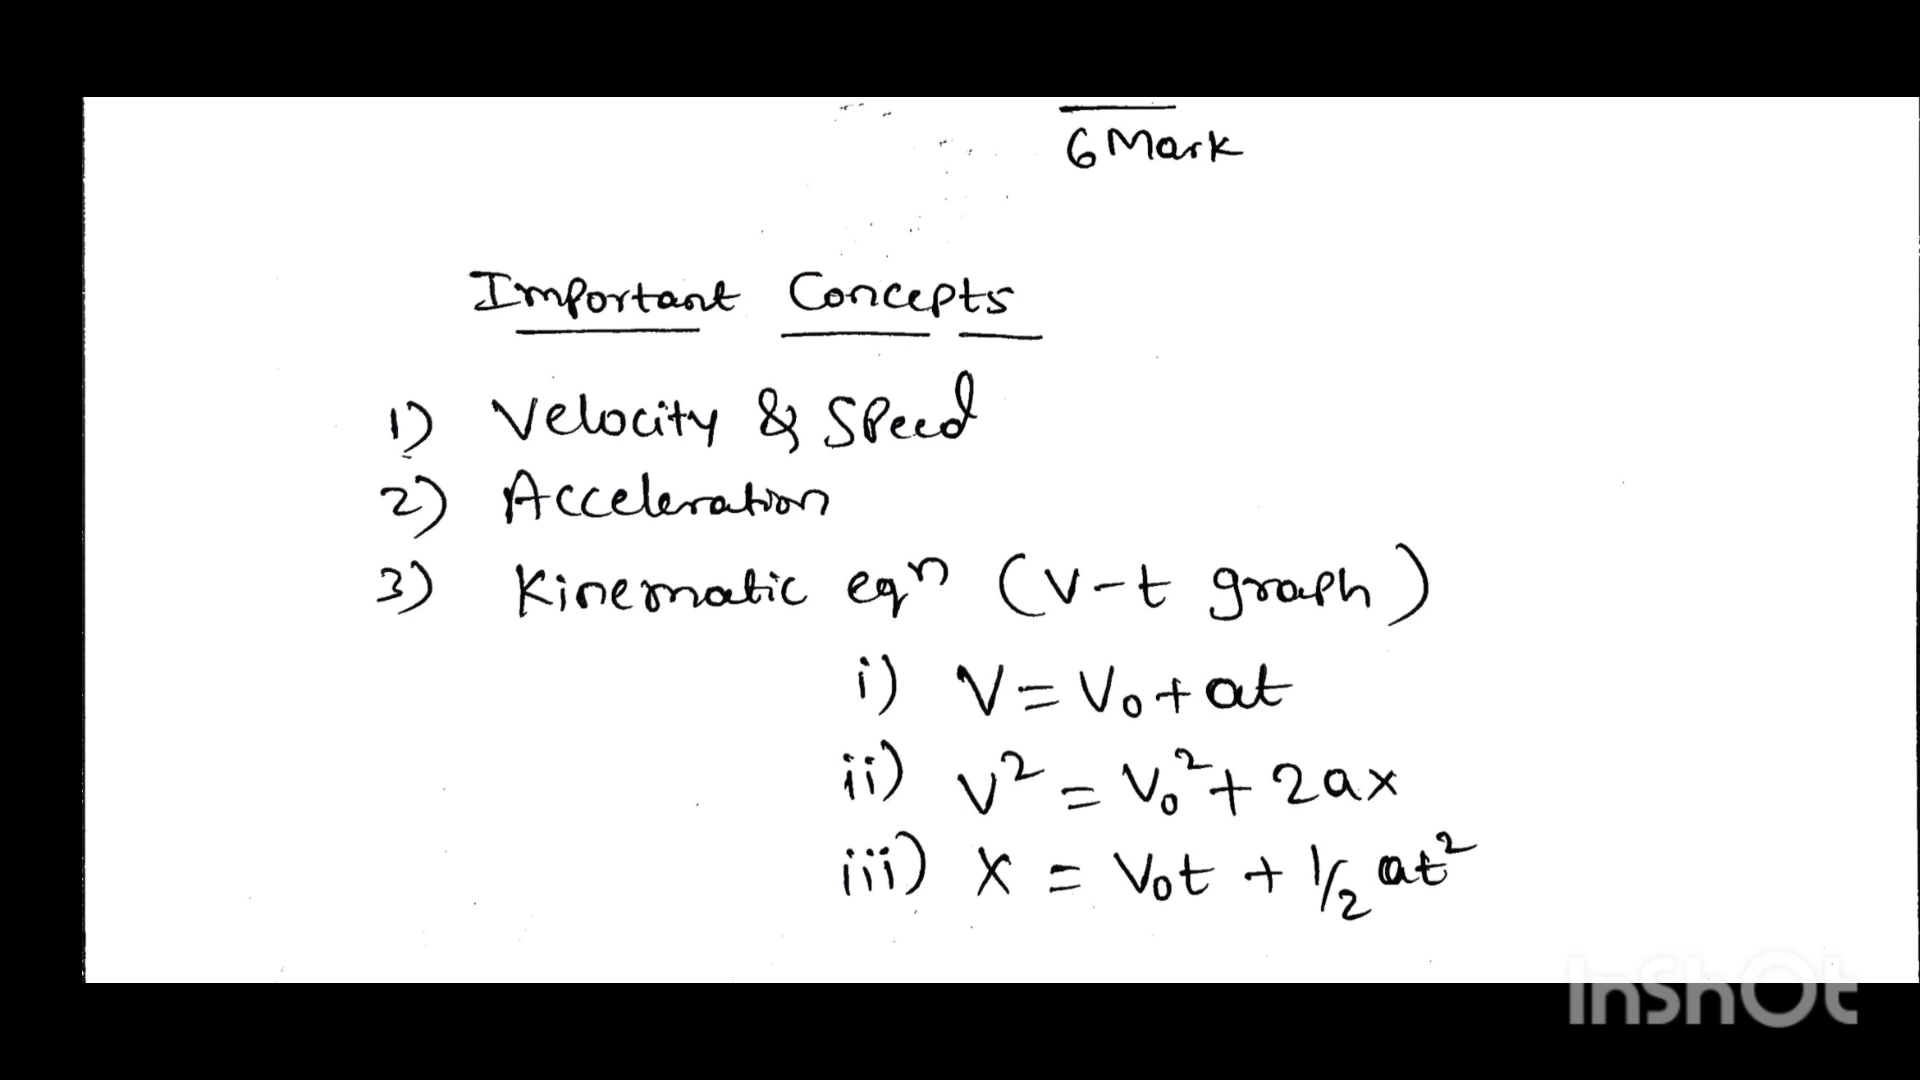 6 Mark
Important Concepts
1) Velocity & Speed
2) Acceleration
3) Kinematic eqⁿ (v-t graph)
i) V = V₀ + at
ii) v² = v₀² + 2ax
iii) x = v₀t + 1/2 at²
InShOt